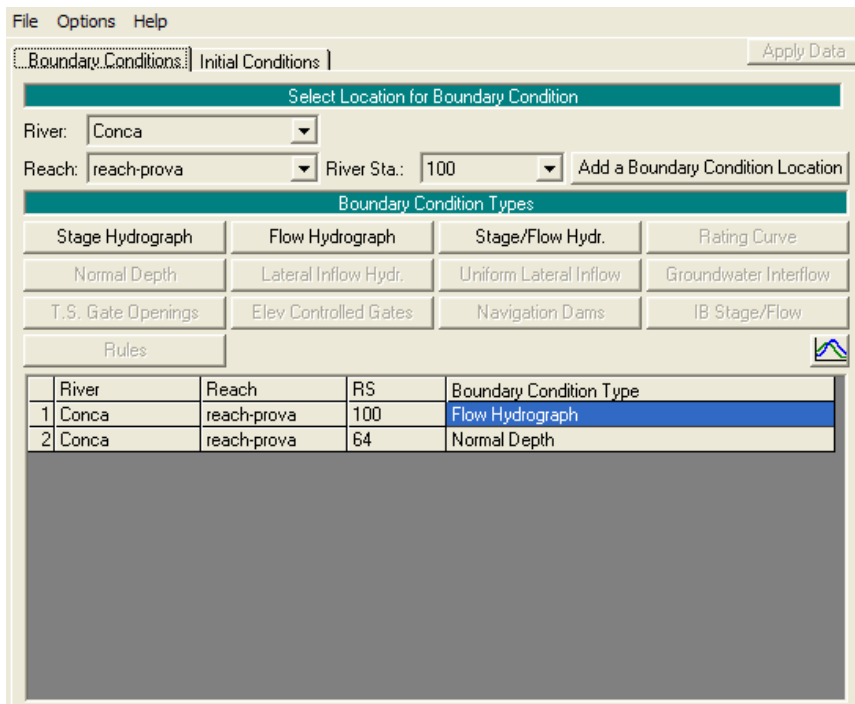 File Options Help
Boundary Conditions Initial Conditions Apply Data
Select Location for Boundary Condition
River: Conca
Reach: reach-prova River Sta.: 100 Add a Boundary Condition Location
Boundary Condition Types
Stage Hydrograph Flow Hydrograph Stage/Flow Hydr. Rating Curve
Normal Depth Lateral Inflow Hydr. Uniform Lateral Inflow Groundwater Interflow
T.S. Gate Openings Elev Controlled Gates Navigation Dams IB Stage/Flow
Rules
River Reach RS Boundary Condition Type
1 Conca reach-prova 100 Flow Hydrograph
2 Conca reach-prova 64 Normal Depth